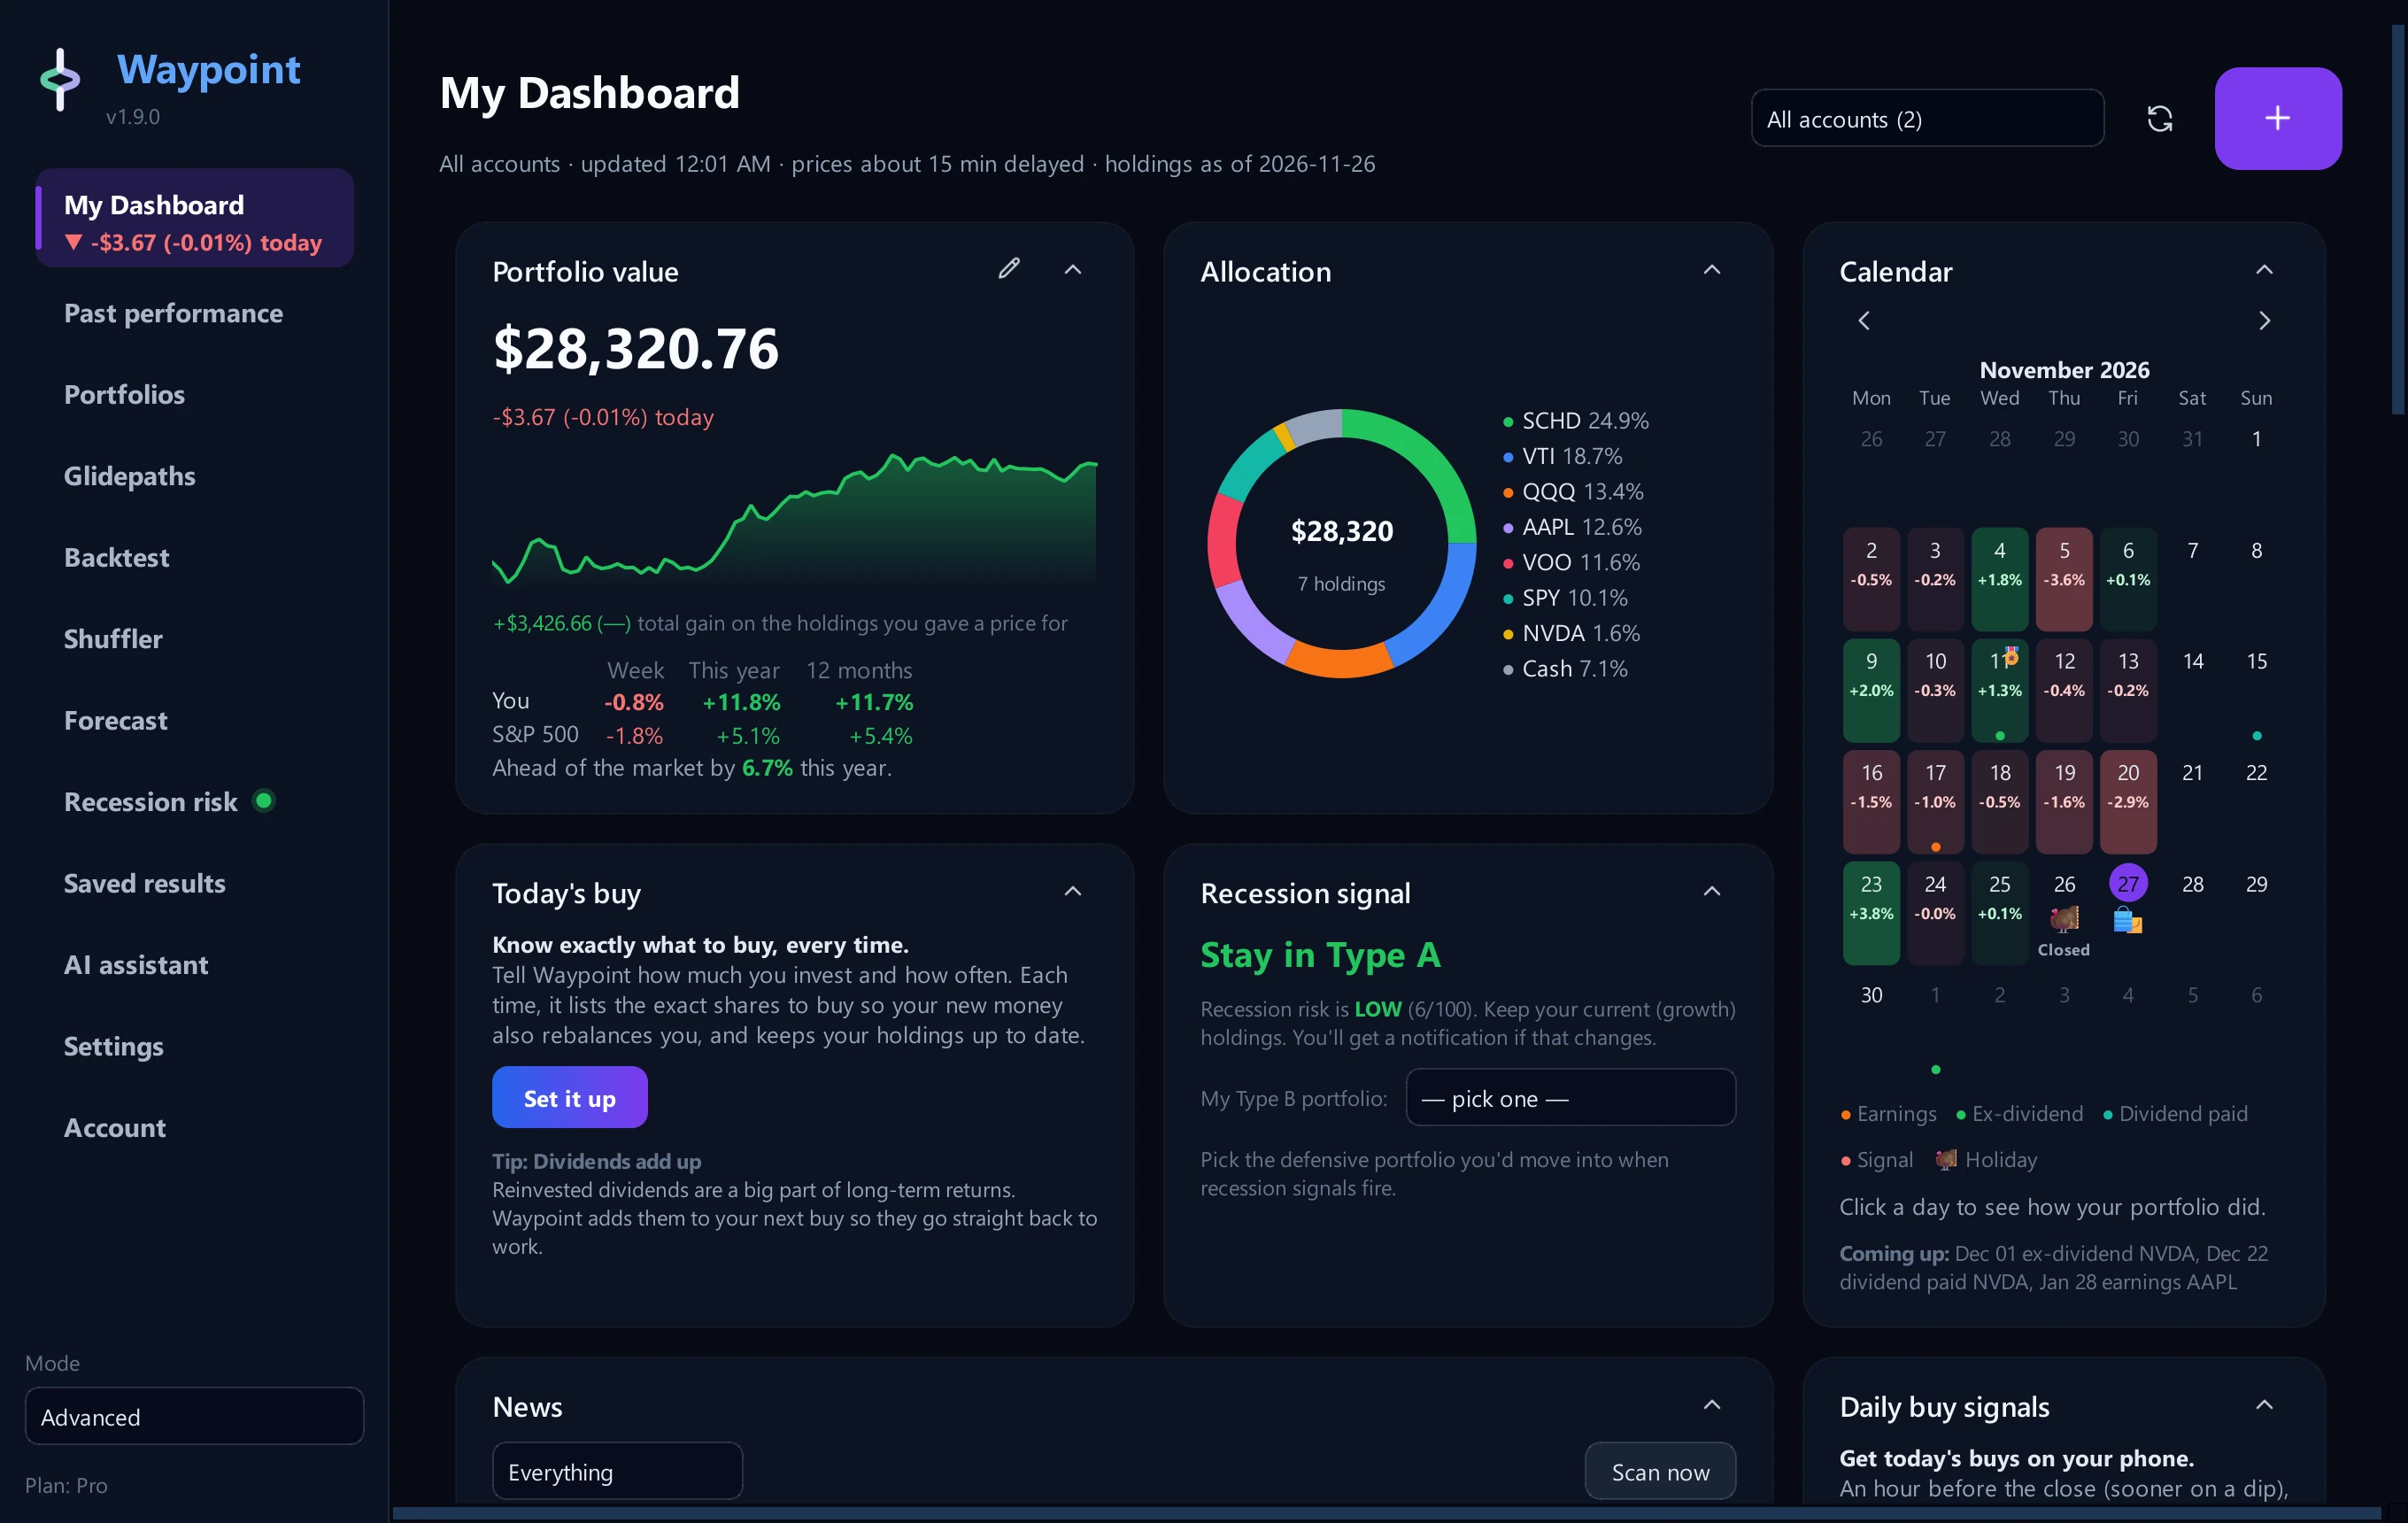 Waypoint
v1.9.0
My Dashboard
▼ -$3.67 (-0.01%) today
Past performance
Portfolios
Glidepaths
Backtest
Shuffler
Forecast
Recession risk
Saved results
AI assistant
Settings
Account
Mode
Advanced
Plan: Pro
My Dashboard
All accounts · updated 12:01 AM · prices about 15 min delayed · holdings as of 2026-11-26
All accounts (2)
+
Portfolio value
$28,320.76
-$3.67 (-0.01%) today
+$3,426.66 (—) total gain on the holdings you gave a price for
Week This year 12 months
You -0.8% +11.8% +11.7%
S&P 500 -1.8% +5.1% +5.4%
Ahead of the market by 6.7% this year.
Allocation
$28,320
7 holdings
SCHD 24.9%
VTI 18.7%
QQQ 13.4%
AAPL 12.6%
VOO 11.6%
SPY 10.1%
NVDA 1.6%
Cash 7.1%
Calendar
November 2026
Mon Tue Wed Thu Fri Sat Sun
26 27 28 29 30 31 1
2 3 4 5 6 7 8
-0.5% -0.2% +1.8% -3.6% +0.1%
9 10 11 12 13 14 15
+2.0% -0.3% +1.3% -0.4% -0.2%
16 17 18 19 20 21 22
-1.5% -1.0% -0.5% -1.6% -2.9%
23 24 25 26 27 28 29
+3.8% -0.0% +0.1%
Closed
30 1 2 3 4 5 6
Earnings Ex-dividend Dividend paid
Signal Holiday
Click a day to see how your portfolio did.
Coming up: Dec 01 ex-dividend NVDA, Dec 22
dividend paid NVDA, Jan 28 earnings AAPL
Today's buy
Know exactly what to buy, every time.
Tell Waypoint how much you invest and how often. Each
time, it lists the exact shares to buy so your new money
also rebalances you, and keeps your holdings up to date.
Set it up
Tip: Dividends add up
Reinvested dividends are a big part of long-term returns.
Waypoint adds them to your next buy so they go straight back to
work.
Recession signal
Stay in Type A
Recession risk is LOW (6/100). Keep your current (growth)
holdings. You'll get a notification if that changes.
My Type B portfolio: — pick one —
Pick the defensive portfolio you'd move into when
recession signals fire.
News
Everything
Scan now
Daily buy signals
Get today's buys on your phone.
An hour before the close (sooner on a dip),